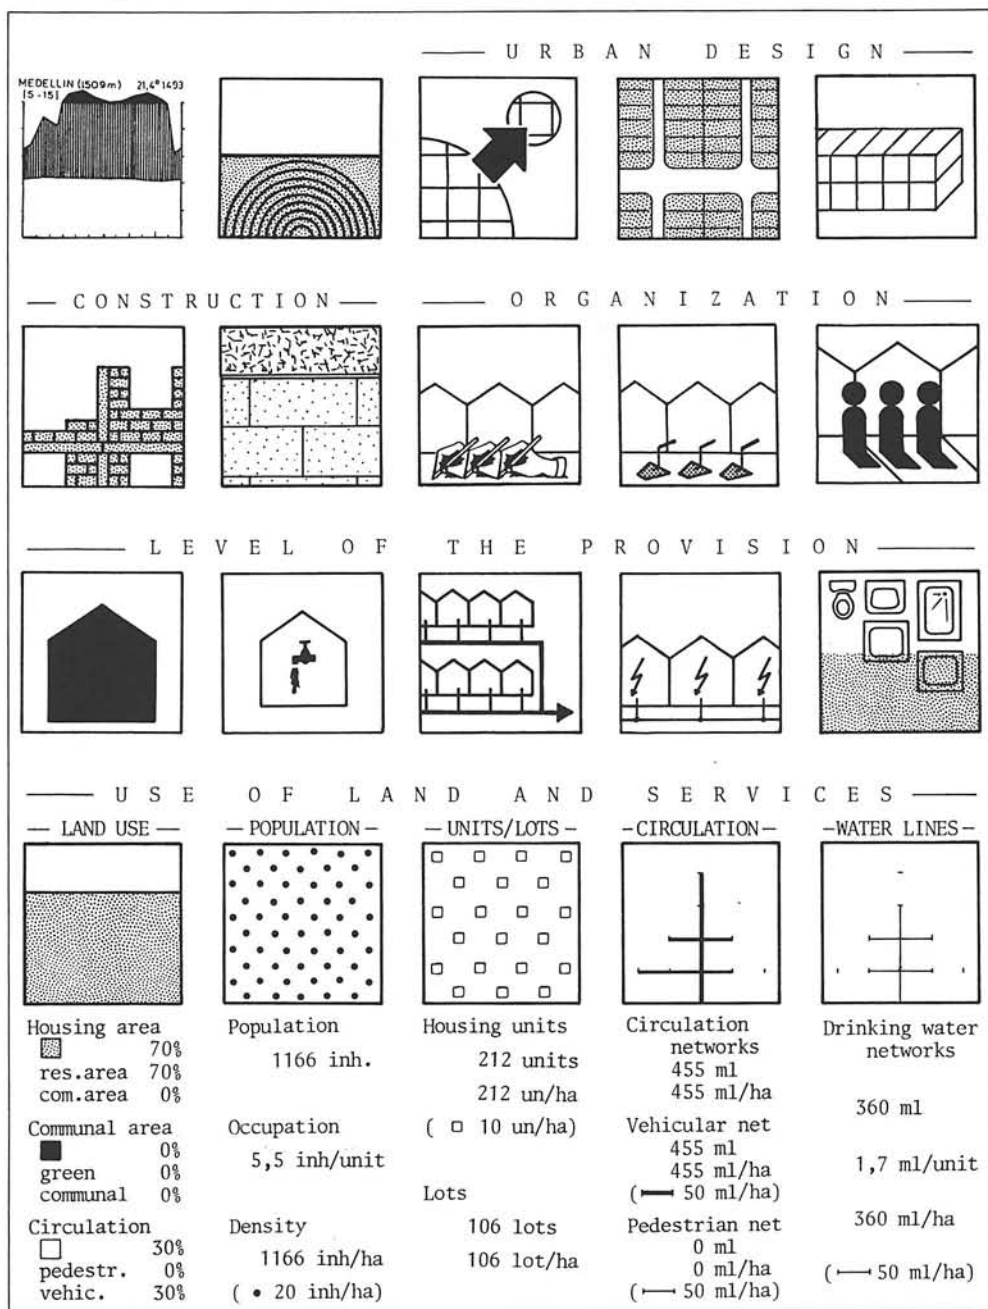 URBAN DESIGN
MEDELLIN (1509m) 21,4° 1493
[5-15]
CONSTRUCTION
ORGANIZATION
LEVEL OF THE PROVISION
USE OF LAND AND SERVICES
LAND USE
Housing area
70%
res.area 70%
com.area 0%
Communal area
0%
green 0%
communal 0%
Circulation
30%
pedestr. 0%
vehic. 30%
POPULATION
Population
1166 inh.
Occupation
5,5 inh/unit
Density
1166 inh/ha
( • 20 inh/ha)
UNITS/LOTS
Housing units
212 units
212 un/ha
( □ 10 un/ha)
Lots
106 lots
106 lot/ha
CIRCULATION
Circulation
networks
455 ml
455 ml/ha
Vehicular net
455 ml
455 ml/ha
( 50 ml/ha)
Pedestrian net
0 ml
0 ml/ha
( 50 ml/ha)
WATER LINES
Drinking water
networks
360 ml
1,7 ml/unit
360 ml/ha
( 50 ml/ha)